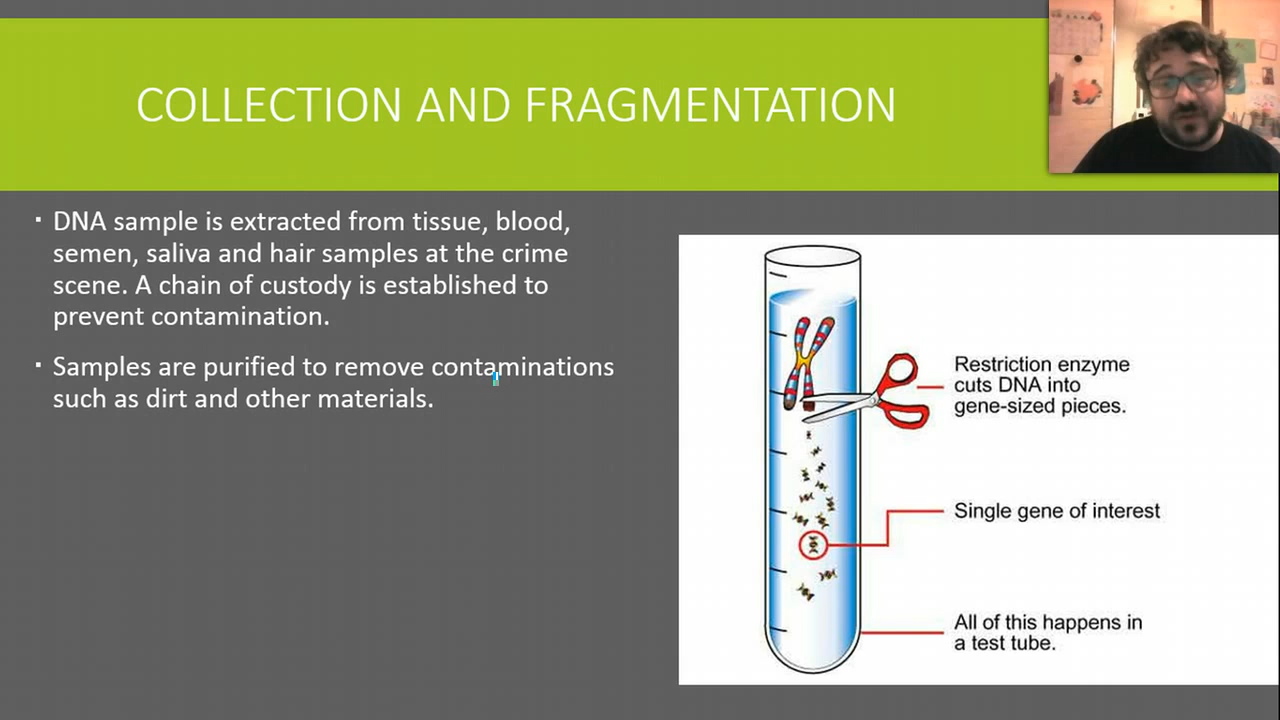 COLLECTION AND FRAGMENTATION
▪ DNA sample is extracted from tissue, blood,
semen, saliva and hair samples at the crime
scene. A chain of custody is established to
prevent contamination.
▪ Samples are purified to remove contaminations
such as dirt and other materials.
Restriction enzyme
cuts DNA into
gene-sized pieces.
Single gene of interest
All of this happens in
a test tube.